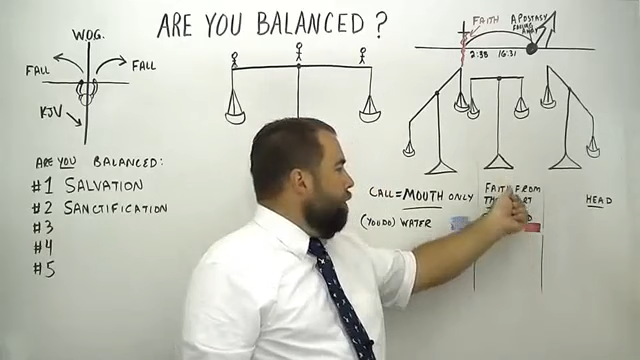 ARE YOU BALANCED?
W.O.G.
FALL
FALL
KJV
ARE YOU BALANCED:
#1 SALVATION
#2 SANCTIFICATION
#3
#4
#5
FAITH
APOSTASY
FALLING
AWAY
2:38
16:31
CALL=MOUTH ONLY
(YOU DO) WATER
FAITH FROM
HEAD